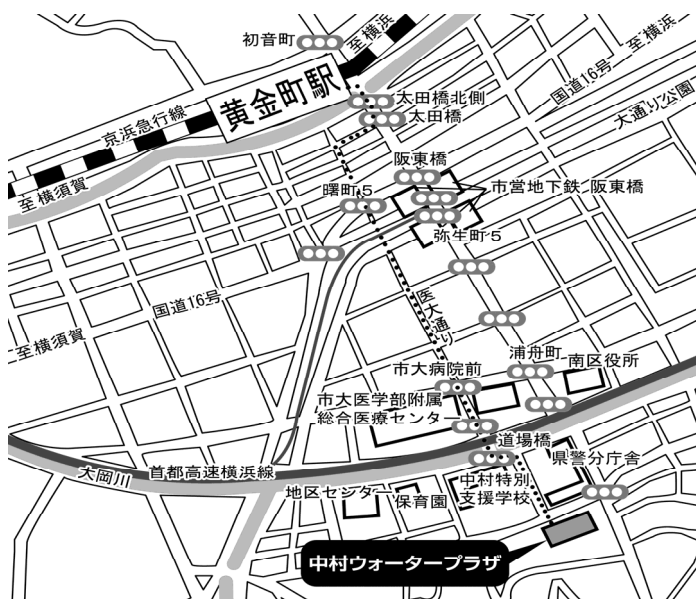 初音町
至横浜
至横浜
黄金町駅
太田橋北側
太田橋
国道16号
大通り公園
京浜急行線
至横須賀
阪東橋
曙町5
市営地下鉄 阪東橋
弥生町5
国道16号
至横須賀
医大通り
浦舟町
市大病院前
南区役所
市大医学部附属
総合医療センター
道場橋
首都高速横浜線
大岡川
県警分庁舎
中村特別
支援学校
地区センター
保育園
中村ウォータープラザ